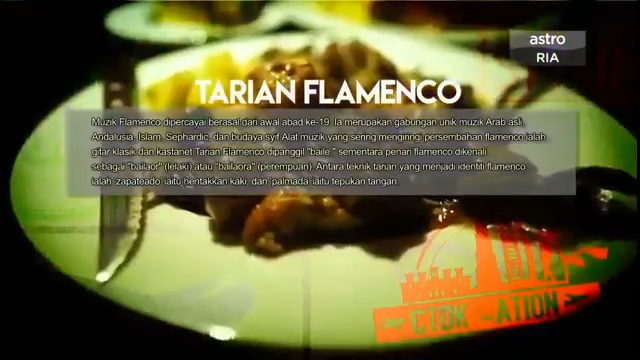 astro
RIA
TARIAN FLAMENCO
Muzik Flamenco dipercayai berasal dari awal abad ke-19. Ia merupakan gabungan unik muzik Arab asli,
Andalusia, Islam, Sephardic, dan budaya syif. Alat muzik yang sering mengiringi persembahan flamenco ialah
gitar klasik dan kastanet. Tarian Flamenco dipanggil "baile," sementara penari flamenco dikenali
sebagai "bailaor" (lelaki) atau "bailaora" (perempuan). Antara teknik tarian yang menjadi identiti flamenco
ialah zapateado iaitu hentakkan kaki, dan palmada iaitu tepukan tangan.
CTDK -ATION